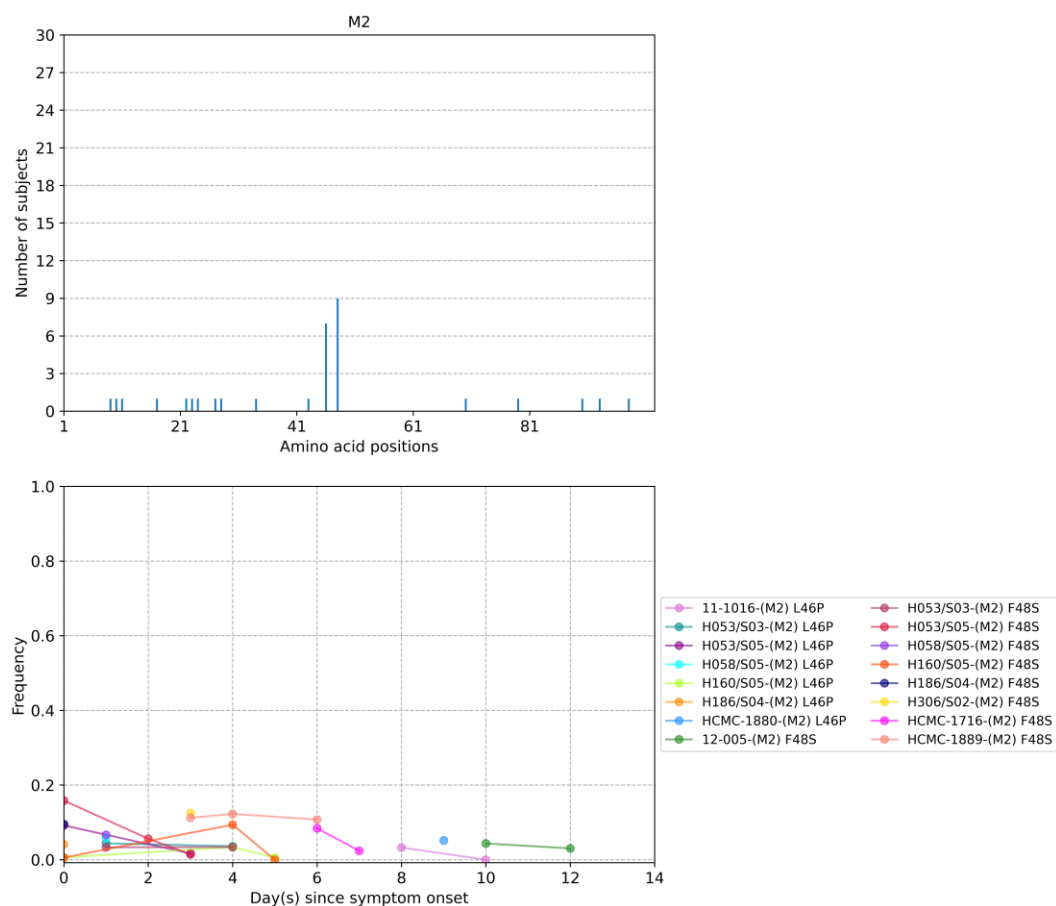 M2
30
27
24
21
18
15
12
9
6
3
0
Number of subjects
1 21 41 61 81
Amino acid positions
1.0
0.8
0.6
0.4
0.2
0.0
Frequency
0 2 4 6 8 10 12 14
Day(s) since symptom onset
11-1016-(M2) L46P
H053/S03-(M2) L46P
H053/S05-(M2) L46P
H058/S05-(M2) L46P
H160/S05-(M2) L46P
H186/S04-(M2) L46P
HCMC-1880-(M2) L46P
12-005-(M2) F48S
H053/S03-(M2) F48S
H053/S05-(M2) F48S
H058/S05-(M2) F48S
H160/S05-(M2) F48S
H186/S04-(M2) F48S
H306/S02-(M2) F48S
HCMC-1716-(M2) F48S
HCMC-1889-(M2) F48S